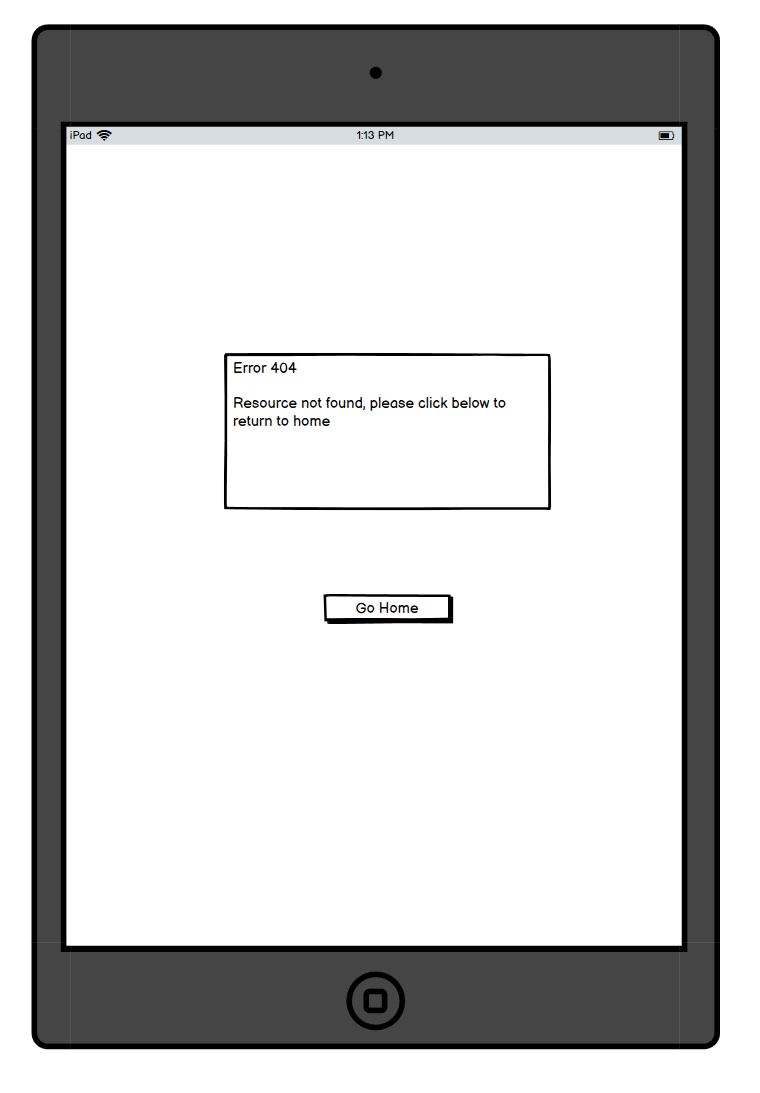 iPad 1:13 PM
Error 404
Resource not found, please click below to
return to home
Go Home